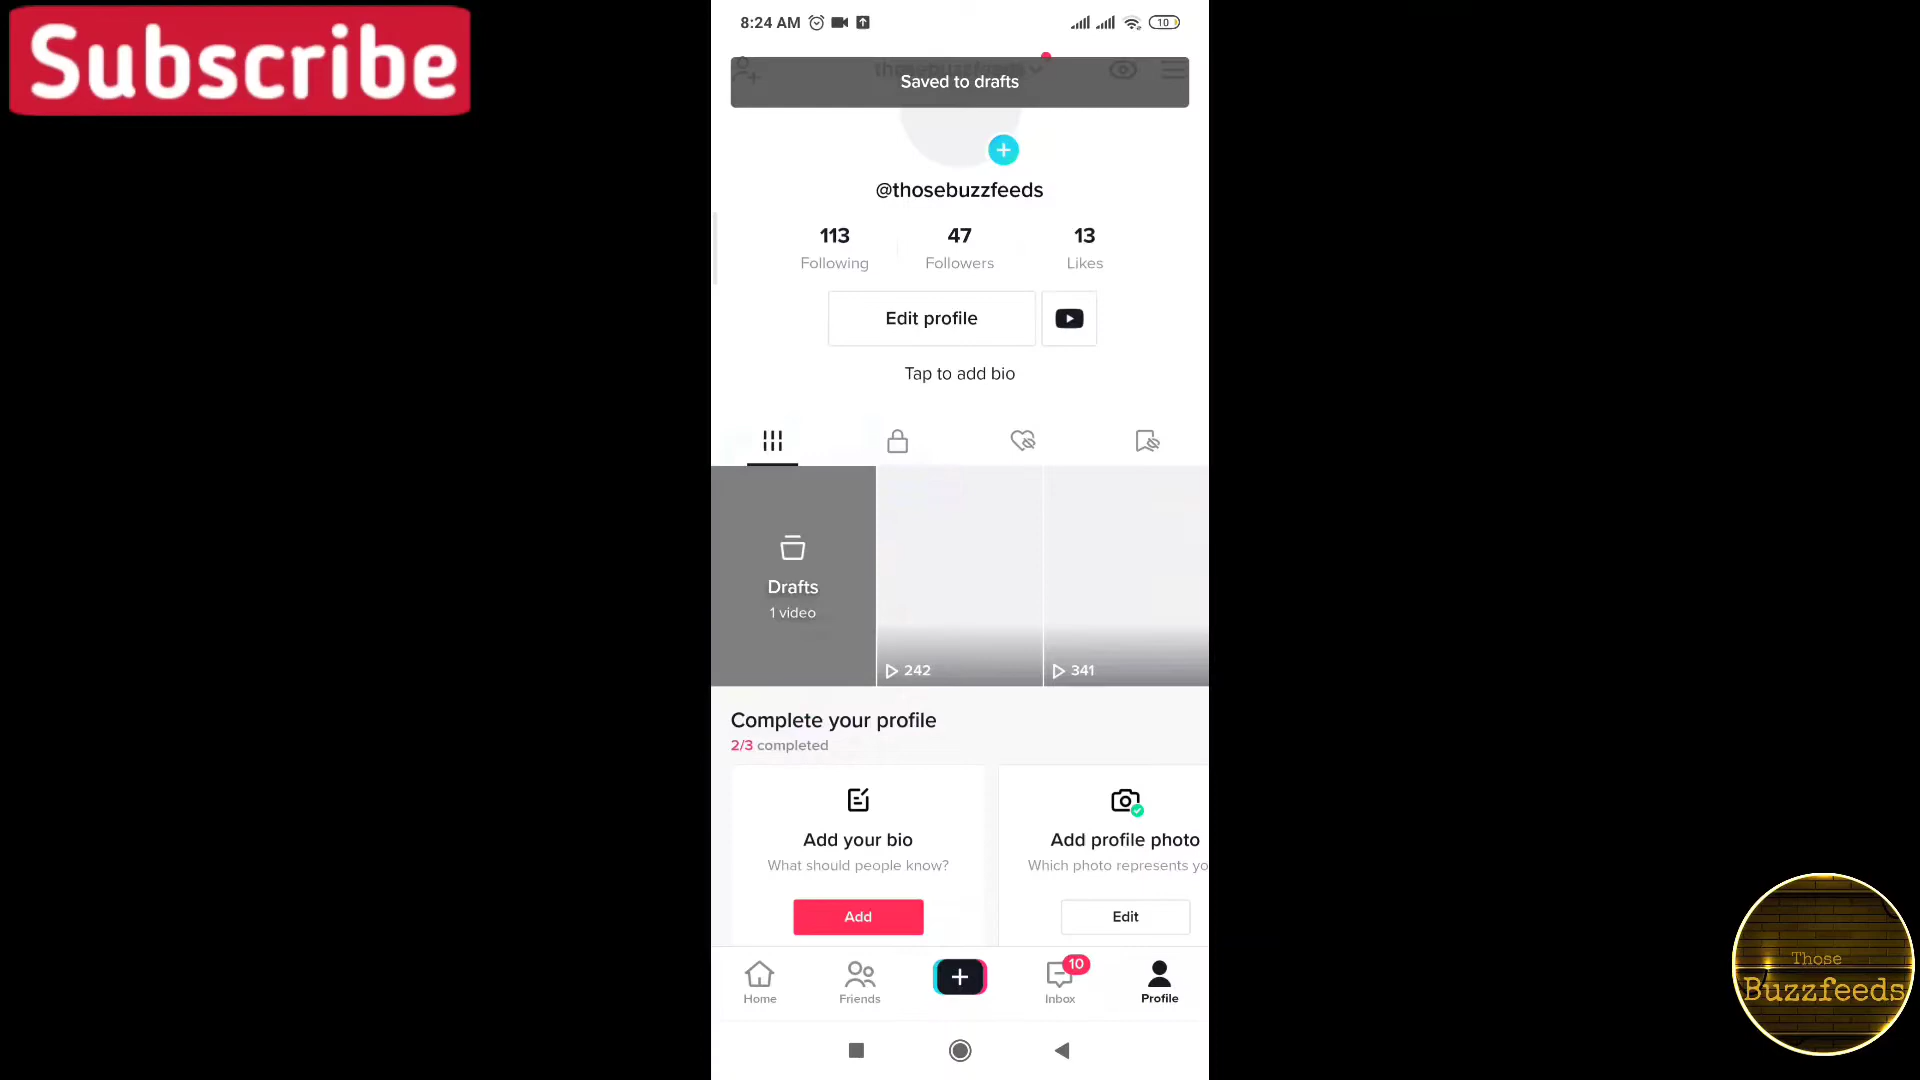 Subscribe
8:24 AM
10
Saved to drafts
@thosebuzzfeeds
113
Following
47
Followers
13
Likes
Edit profile
Tap to add bio
Drafts
1 video
242
341
Complete your profile
2/3 completed
Add your bio
What should people know?
Add
Add profile photo
Which photo represents yo
Edit
Home
Friends
10
Inbox
Profile
Those
Buzzfeeds